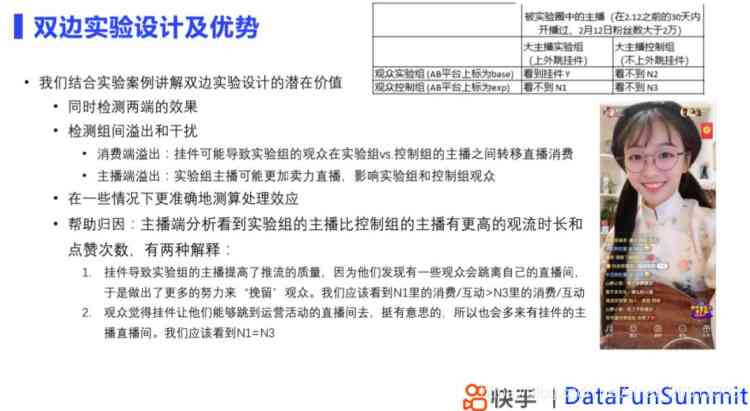 双边实验设计及优势
被实验圈中的主播（在2.12之前的30天内
开播过，2月12日粉丝数大于2万）
大主播实验组
（上外跳挂件）
大主播控制组
（不上外跳挂件）
观众实验组 (AB平台上标为base)
看到挂件 Y
看不到 N2
观众控制组 (AB平台上标为exp)
看不到 N1
看不到 N3
• 我们结合实验案例讲解双边实验设计的潜在价值
• 同时检测两端的效果
• 检测组间溢出和干扰
• 消费端溢出：挂件可能导致实验组的观众在实验组vs.控制组的主播之间转移直播消费
• 主播端溢出：实验组主播可能更加卖力直播，影响实验组和控制组观众
• 在一些情况下更准确地测算处理效应
• 帮助归因：主播端分析看到实验组的主播比控制组的主播有更高的观流时长和
点赞次数，有两种解释：
1. 挂件导致实验组的主播提高了推流的质量，因为他们发现有一些观众会跳离自己的直播间，
于是做出了更多的努力来“挽留”观众。我们应该看到N1里的消费/互动>N3里的消费/互动
2. 观众觉得挂件让他们能够跳到运营活动的直播间去，挺有意思的，所以也会多来有挂件的主
播直播间。我们应该看到N1=N3
快手 | DataFunSummit